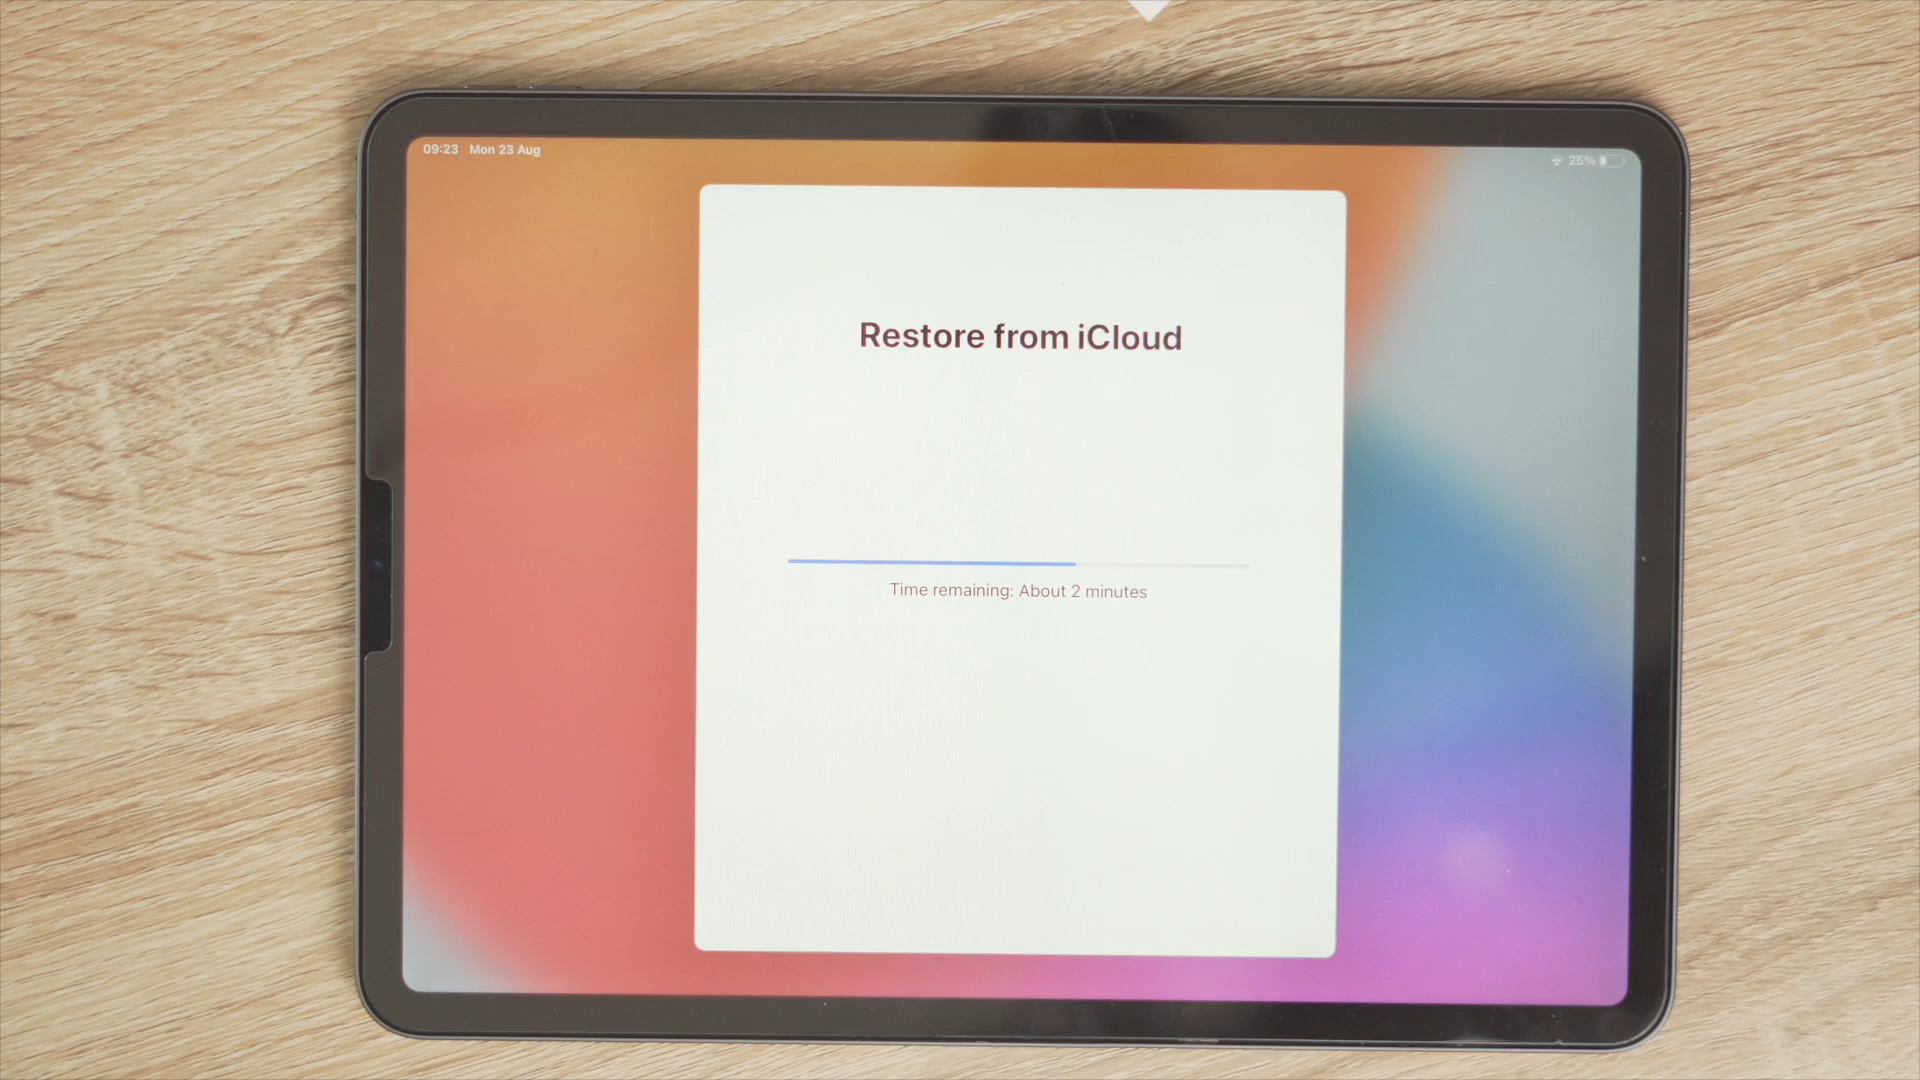 09:23 Mon 23 Aug
25%
Restore from iCloud
Time remaining: About 2 minutes